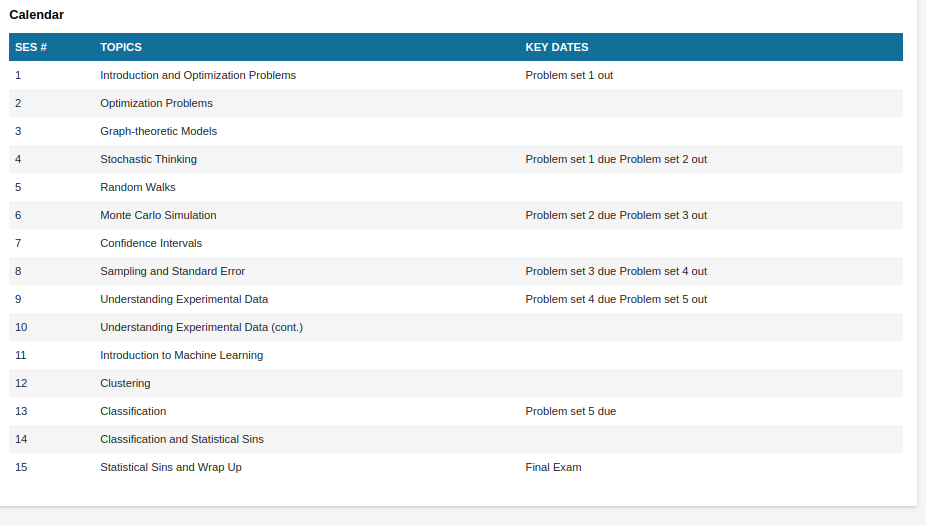 Calendar
SES # TOPICS KEY DATES
1 Introduction and Optimization Problems Problem set 1 out
2 Optimization Problems
3 Graph-theoretic Models
4 Stochastic Thinking Problem set 1 due Problem set 2 out
5 Random Walks
6 Monte Carlo Simulation Problem set 2 due Problem set 3 out
7 Confidence Intervals
8 Sampling and Standard Error Problem set 3 due Problem set 4 out
9 Understanding Experimental Data Problem set 4 due Problem set 5 out
10 Understanding Experimental Data (cont.)
11 Introduction to Machine Learning
12 Clustering
13 Classification Problem set 5 due
14 Classification and Statistical Sins
15 Statistical Sins and Wrap Up Final Exam